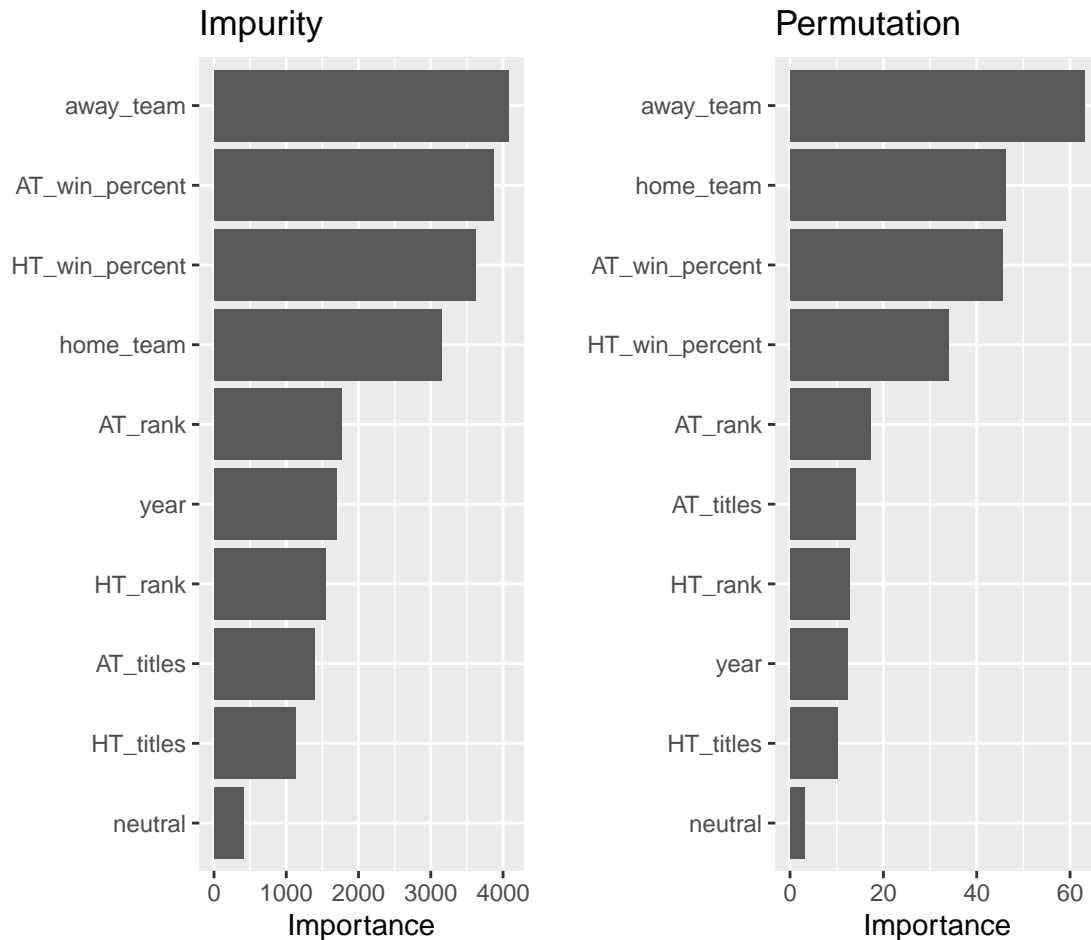 Impurity
away_team
AT_win_percent
HT_win_percent
home_team
AT_rank
year
HT_rank
AT_titles
HT_titles
neutral
0 1000 2000 3000 4000
Importance
Permutation
away_team
home_team
AT_win_percent
HT_win_percent
AT_rank
AT_titles
HT_rank
year
HT_titles
neutral
0 20 40 60
Importance